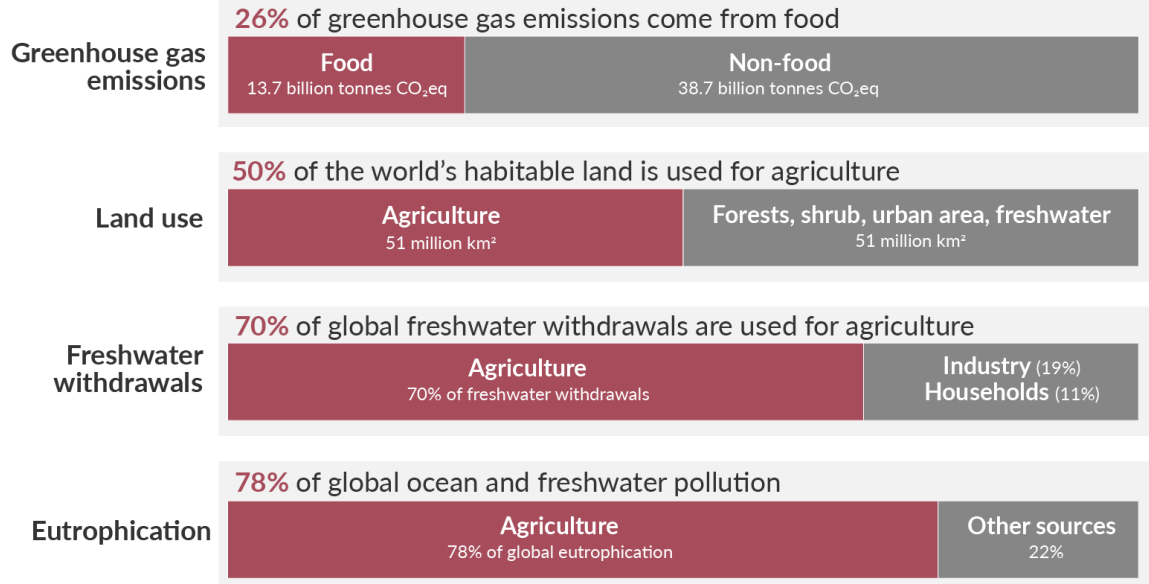 26% of greenhouse gas emissions come from food
Greenhouse gas
emissions
Food
13.7 billion tonnes CO₂eq
Non-food
38.7 billion tonnes CO₂eq
50% of the world’s habitable land is used for agriculture
Land use
Agriculture
51 million km²
Forests, shrub, urban area, freshwater
51 million km²
70% of global freshwater withdrawals are used for agriculture
Freshwater
withdrawals
Agriculture
70% of freshwater withdrawals
Industry (19%)
Households (11%)
78% of global ocean and freshwater pollution
Eutrophication
Agriculture
78% of global eutrophication
Other sources
22%